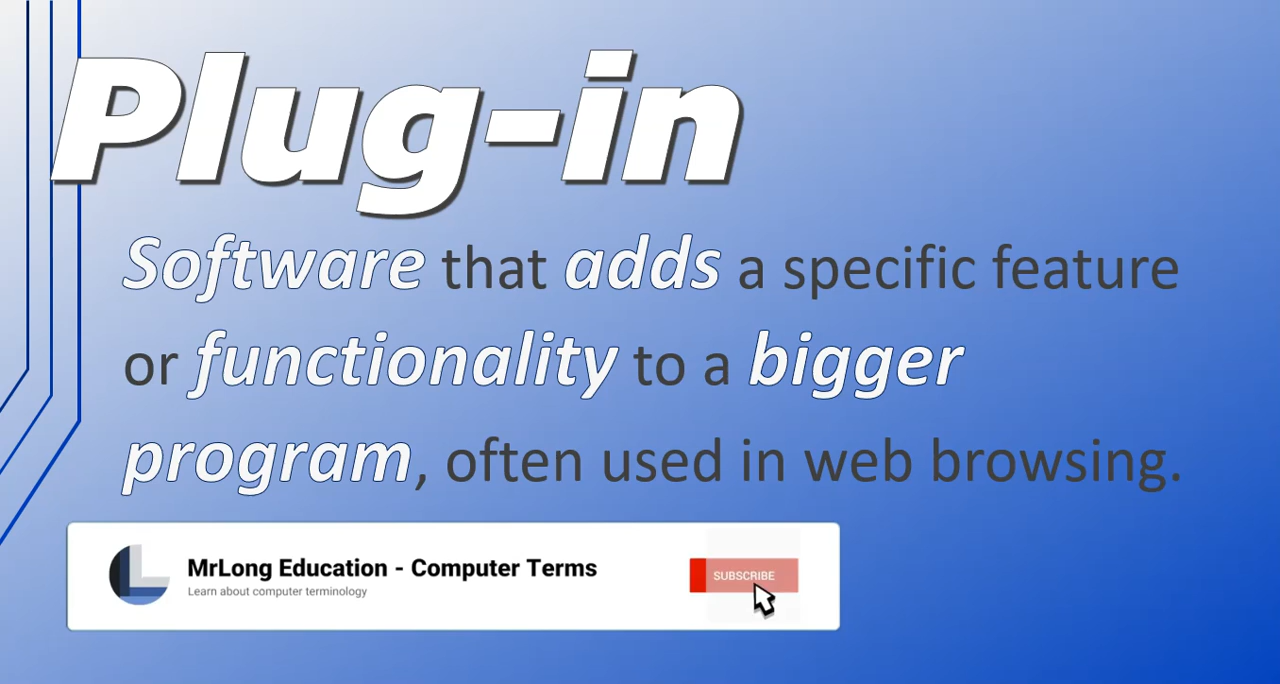 Plug-in
Software that adds a specific feature
or functionality to a bigger
program, often used in web browsing.
MrLong Education - Computer Terms
Learn about computer terminology
SUBSCRIBE